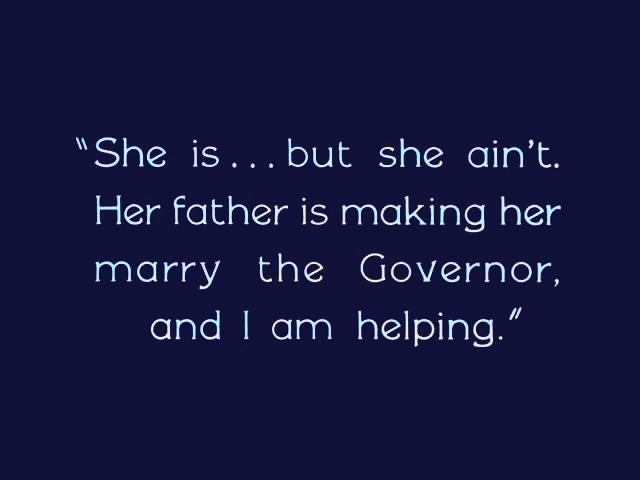 "She is... but she ain't.
Her father is making her
marry the Governor,
and I am helping."